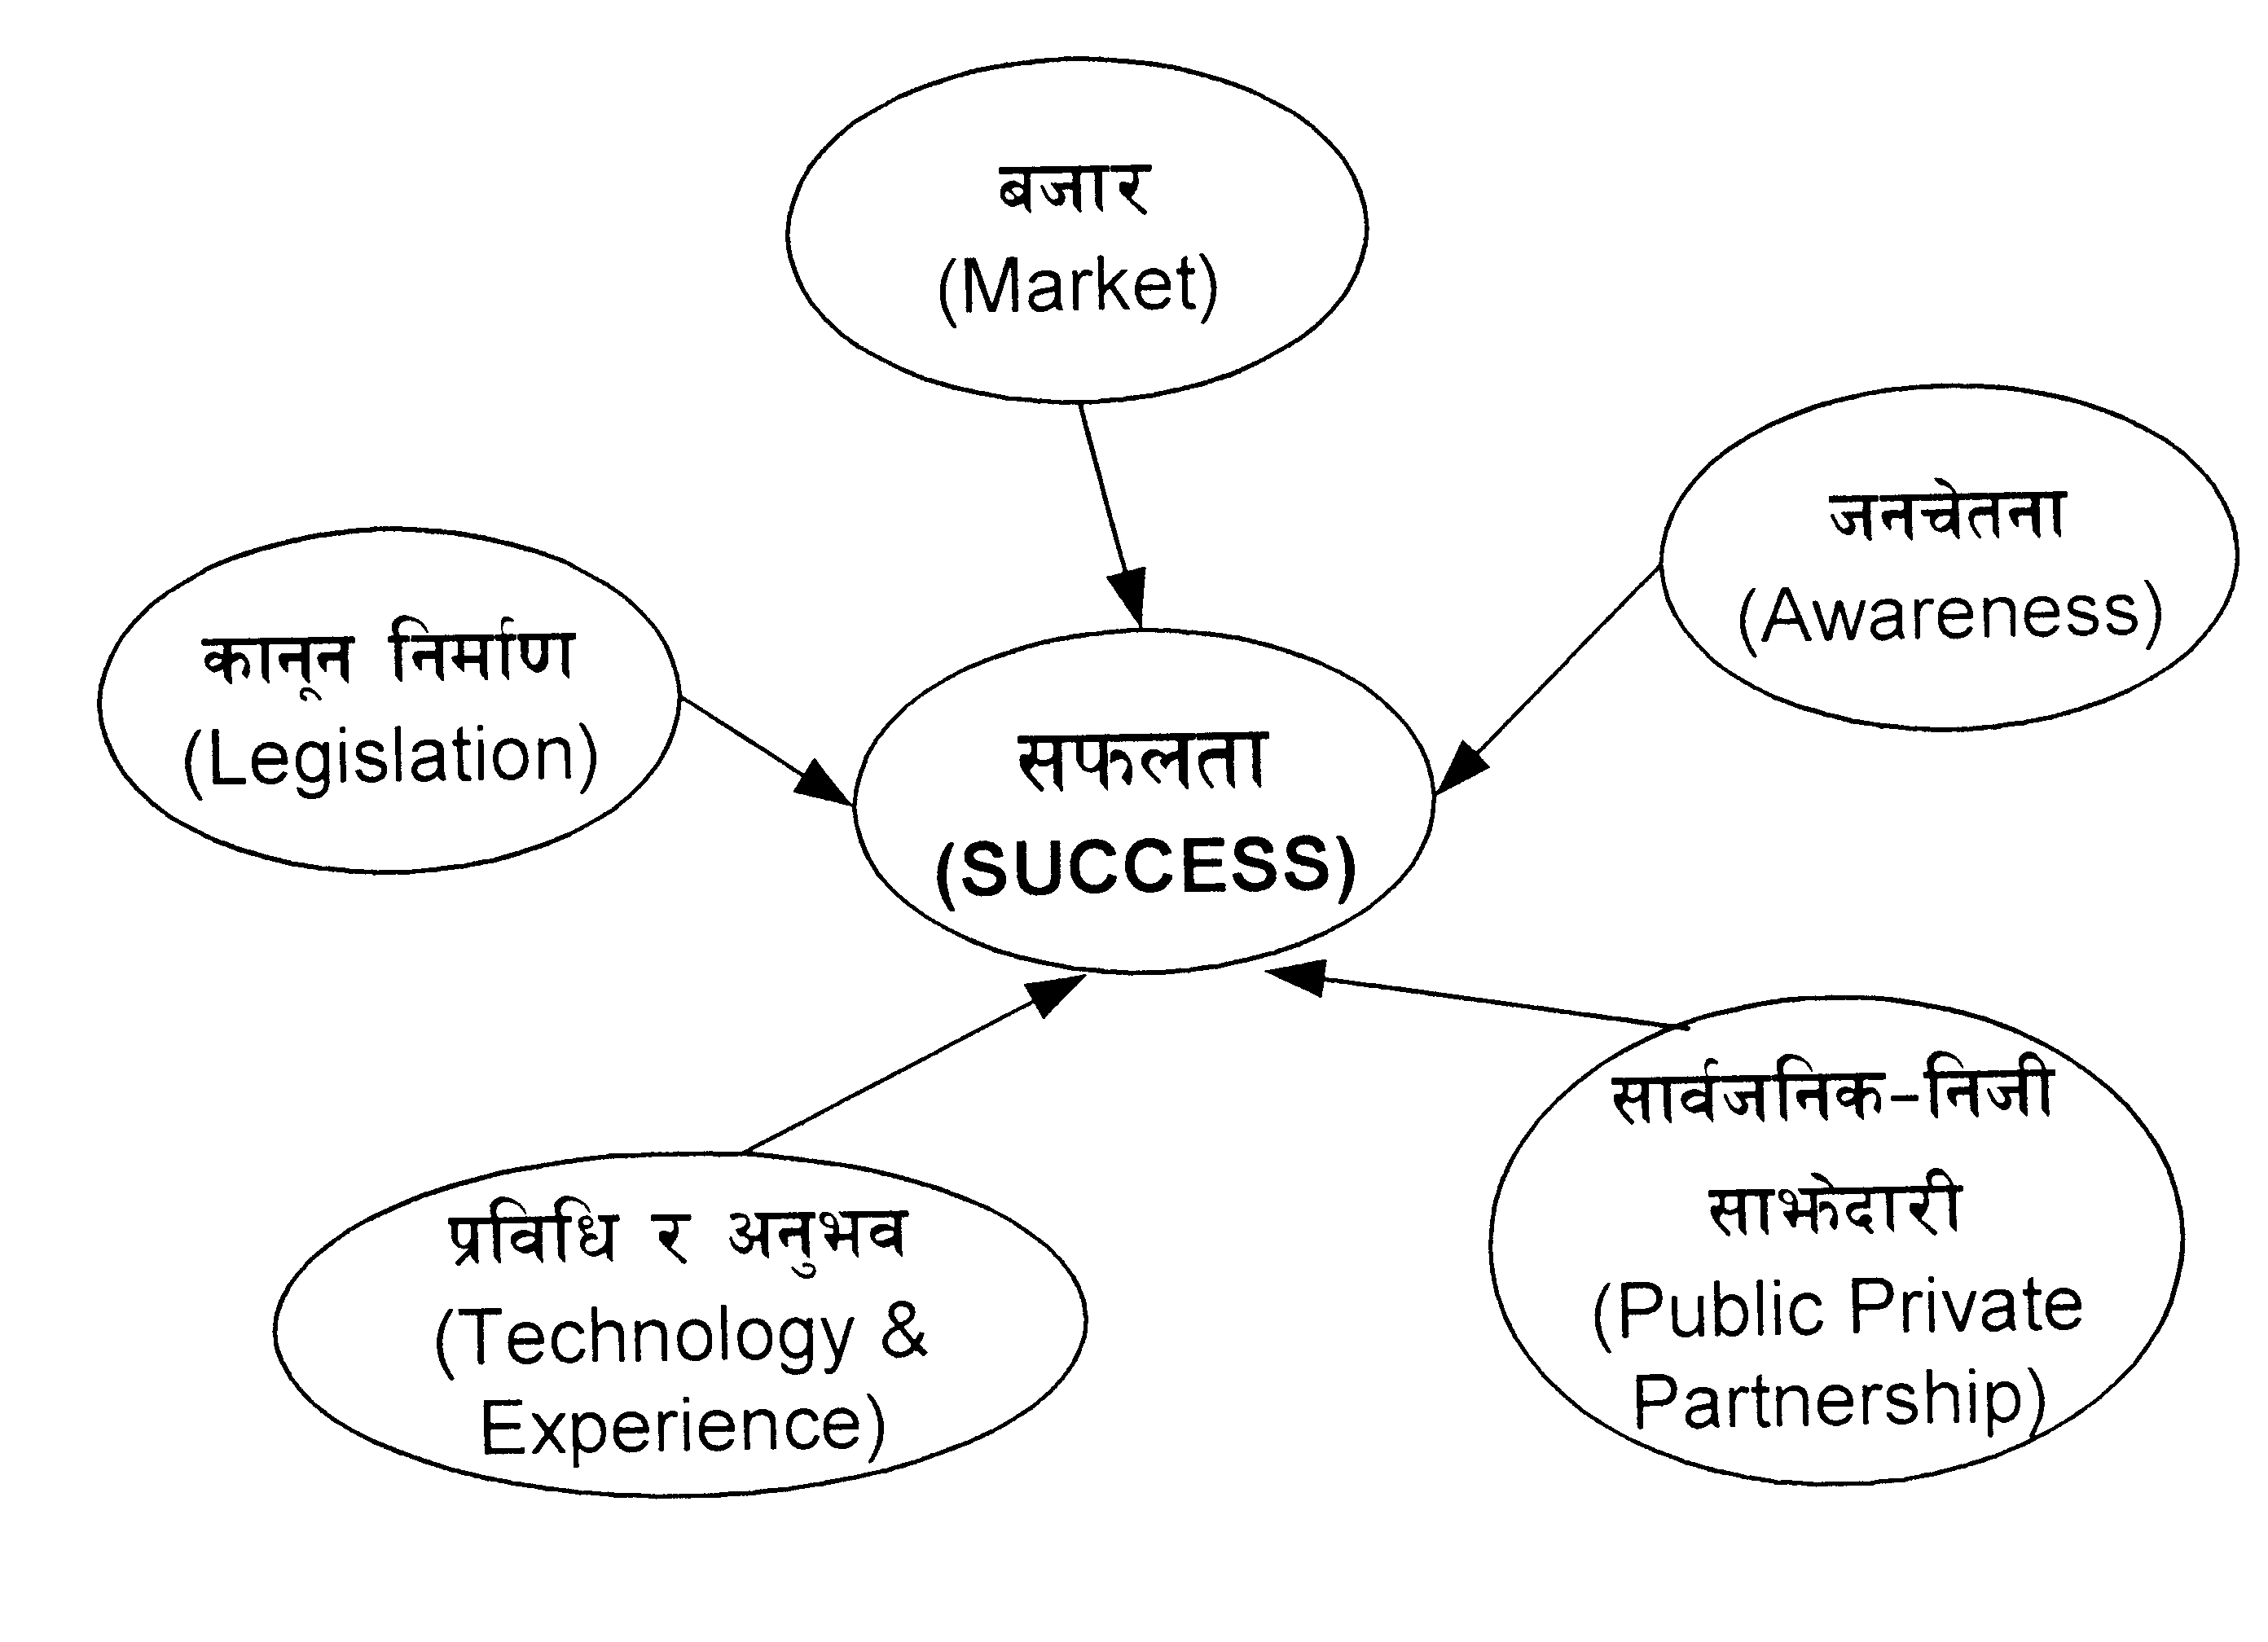 बजार
(Market)
जनचेतना
(Awareness)
कानून निर्माण
(Legislation)
सफलता
(SUCCESS)
सार्वजनिक-निजी
साझेदारी
(Public Private
Partnership)
प्रविधि र अनुभव
(Technology &
Experience)